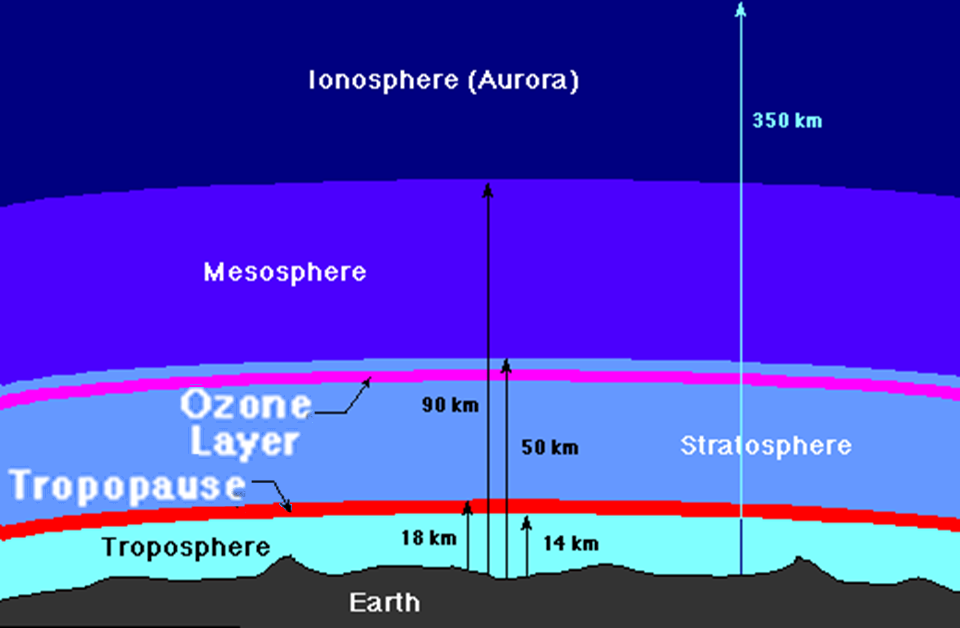 Ionosphere (Aurora)
350 km
Mesosphere
Ozone
Layer
90 km
50 km
Stratosphere
Tropopause
18 km
14 km
Troposphere
Earth